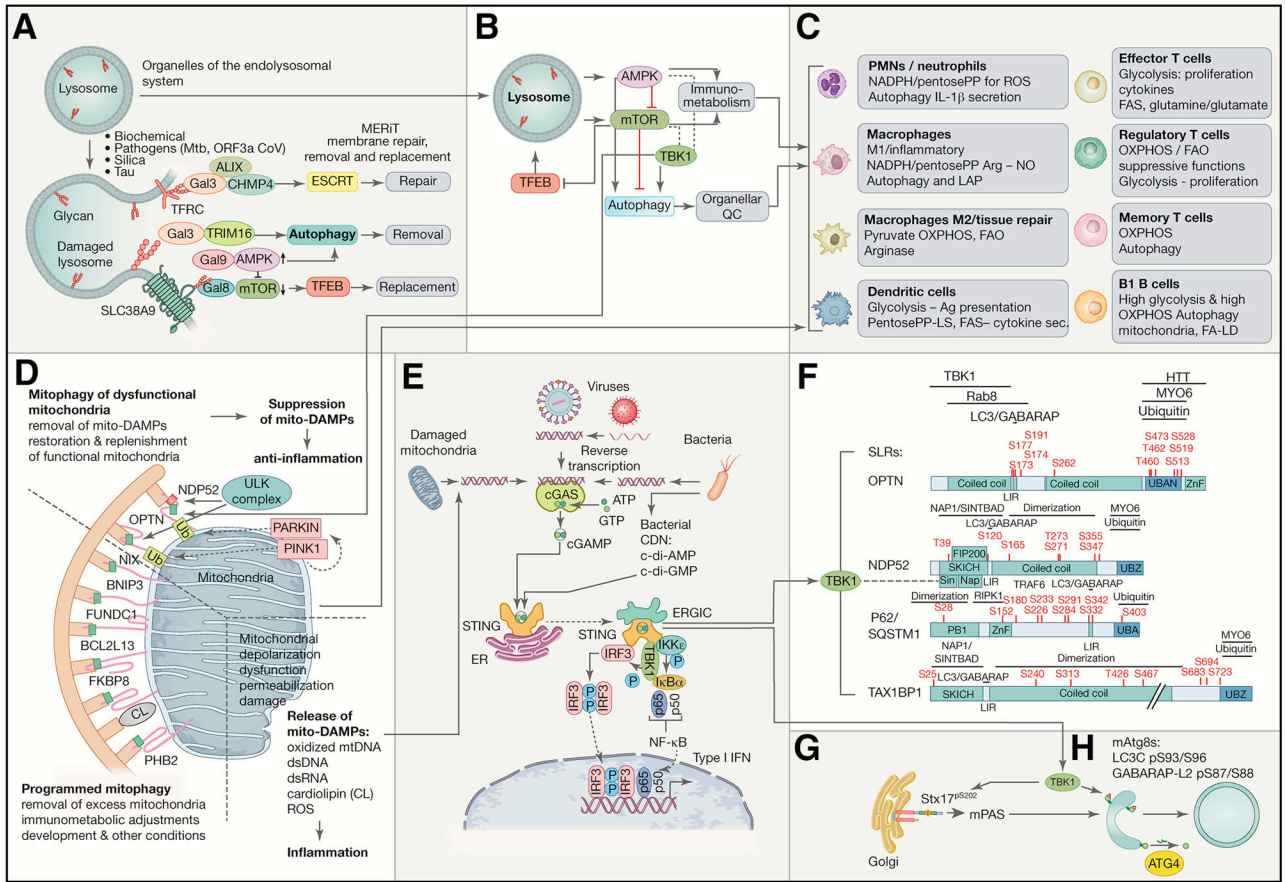 A
Lysosome
Organelles of the endolysosomal
system
• Biochemical
• Pathogens (Mtb, ORF3a CoV)
• Silica
• Tau
MERiT
membrane repair,
removal and replacement
ALIX
Gal3
CHMP4
ESCRT
Repair
TFRC
Glycan
Damaged
lysosome
Gal3
TRIM16
Autophagy
Removal
Gal9
AMPK
Gal8
mTOR
TFEB
Replacement
SLC38A9
B
Lysosome
AMPK
mTOR
TBK1
TFEB
Immuno-
metabolism
Autophagy
Organellar
QC
C
PMNs / neutrophils
NADPH/pentosePP for ROS
Autophagy IL-1β secretion
Macrophages
M1/inflammatory
NADPH/pentosePP Arg – NO
Autophagy and LAP
Macrophages M2/tissue repair
Pyruvate OXPHOS, FAO
Arginase
Dendritic cells
Glycolysis – Ag presentation
PentosePP-LS, FAS– cytokine sec.
Effector T cells
Glycolysis: proliferation
cytokines
FAS, glutamine/glutamate
Regulatory T cells
OXPHOS / FAO
suppressive functions
Glycolysis - proliferation
Memory T cells
OXPHOS
Autophagy
B1 B cells
High glycolysis & high
OXPHOS Autophagy
mitochondria, FA-LD
D
Mitophagy of dysfunctional
mitochondria
removal of mito-DAMPs
restoration & replenishment
of functional mitochondria
Suppression
of mito-DAMPs
anti-inflammation
NDP52
ULK
complex
OPTN
Ub
PARKIN
PINK1
NIX
Ub
BNIP3
Mitochondria
FUNDC1
BCL2L13
FKBP8
CL
PHB2
Mitochondrial
depolarization
dysfunction
permeabilization
damage
Release of
mito-DAMPs:
oxidized mtDNA
dsDNA
dsRNA
cardiolipin (CL)
ROS
Inflammation
Programmed mitophagy
removal of excess mitochondria
immunometabolic adjustments
development & other conditions
E
Viruses
Damaged
mitochondria
Reverse
transcription
Bacteria
cGAS
ATP
GTP
cGAMP
Bacterial
CDN:
c-di-AMP
c-di-GMP
STING
ER
STING
ERGIC
IRF3
TBK1
IKKε
P
P
IκBα
IRF3
P
P
IRF3
p65
p50
NF-κB
Type I IFN
IRF3
P
P
IRF3
p65
p50
F
TBK1
HTT
Rab8
MYO6
LC3/GABARAP
Ubiquitin
SLRs:
S191
S177
S174
S173
S262
S473 S528
T462 S519
T460 S513
OPTN
Coiled coil
Coiled coil
UBAN
ZnF
LIR
NAP1/SINTBAD
Dimerization
MYO6
LC3/GABARAP
Ubiquitin
T39
S120
S165
T273
S271
S355
S347
NDP52
FIP200
SKICH
Coiled coil
UBZ
TBK1
Sin
Nap
LIR
TRAF6
LC3/GABARAP
Dimerization
RIPK1
Ubiquitin
S28
S180 S233 S291 S342
S152 S226 S284 S332
S403
P62/
SQSTM1
PB1
ZnF
UBA
LIR
NAP1/
SINTBAD
Dimerization
MYO6
Ubiquitin
LC3/GABARAP
S25
S240
S313
T426
S467
S694
S683
S723
TAX1BP1
SKICH
Coiled coil
UBZ
LIR
G
Golgi
Stx17pS202
mPAS
TBK1
H
mAtg8s:
LC3C pS93/S96
GABARAP-L2 pS87/S88
ATG4